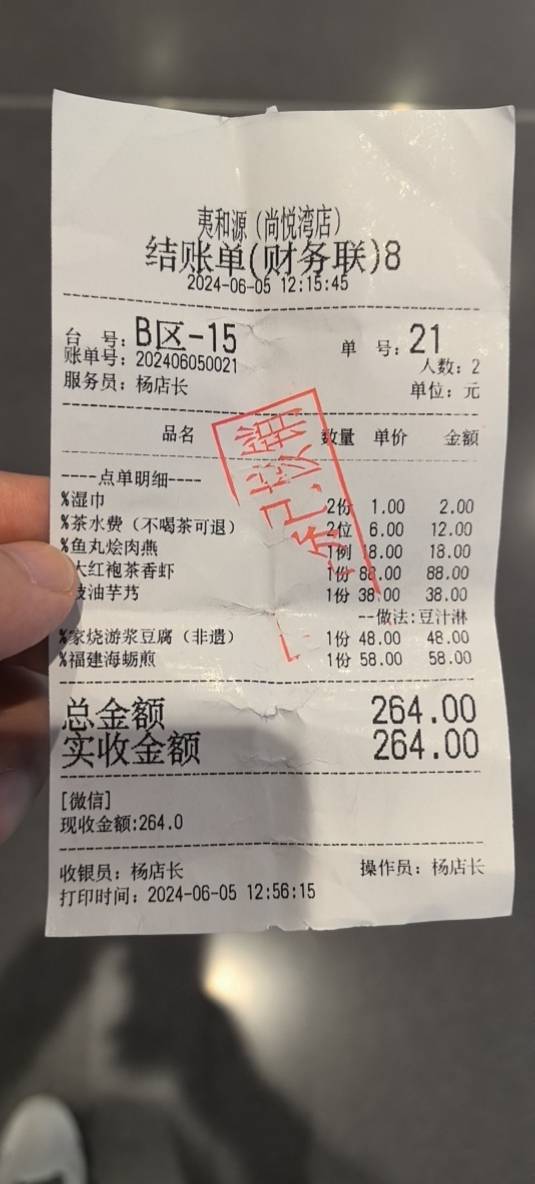 夷和源（尚悦湾店）
结账单(财务联)8
2024-06-05 12:15:45
台 号：B区-15 单 号：21
账单号：202406050021 人数：2
服务员：杨店长 单位：元
品名 数量 单价 金额
----点单明细----
%湿巾 2份 1.00 2.00
%茶水费（不喝茶可退） 2位 6.00 12.00
%鱼丸烩肉燕 1例 18.00 18.00
大红袍茶香虾 1份 88.00 88.00
豉油芋艿 1份 38.00 38.00
--做法：豆汁淋
%家烧游浆豆腐（非遗） 1份 48.00 48.00
%福建海蛎煎 1份 58.00 58.00
总金额 264.00
实收金额 264.00
[微信]
现收金额:264.0
收银员：杨店长 操作员：杨店长
打印时间：2024-06-05 12:56:15